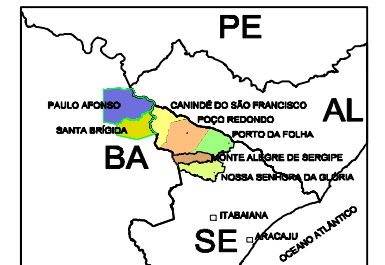 PE
PAULO AFONSO
CANINDÉ DO SÃO FRANCISCO
AL
POÇO REDONDO
SANTA BRÍGIDA
PORTO DA FOLHA
BA
MONTE ALEGRE DE SERGIPE
NOSSA SENHORA DA GLÓRIA
ITABAIANA
SE
ARACAJU
OCEANO ATLÂNTICO